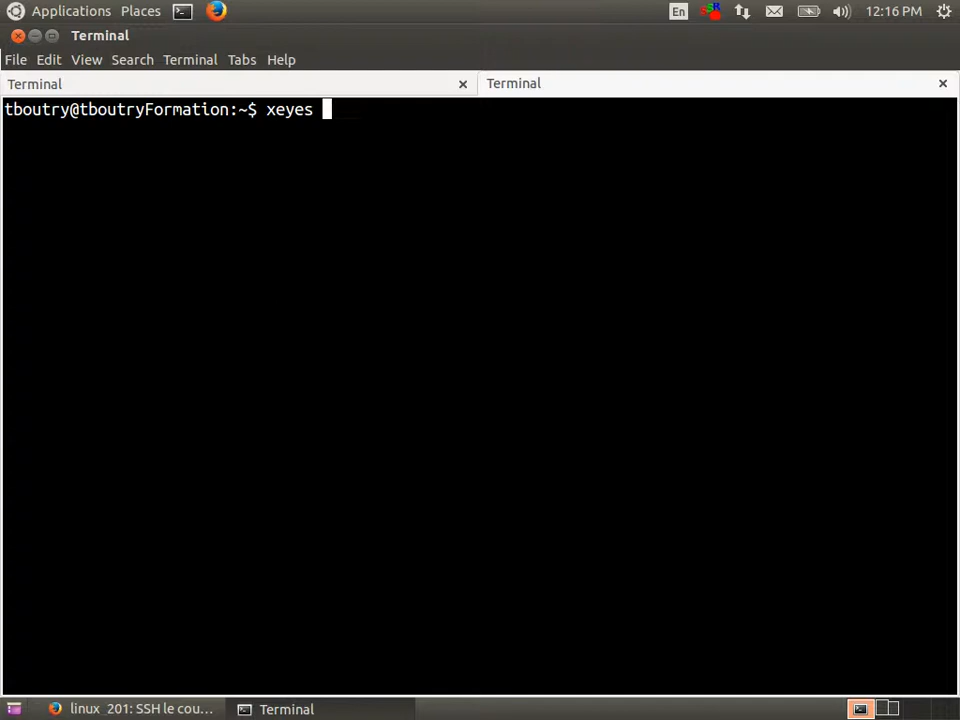 Applications Places En 12:16 PM
Terminal
File Edit View Search Terminal Tabs Help
Terminal Terminal
tboutry@tboutryFormation:~$ xeyes
linux_201: SSH le cou... Terminal